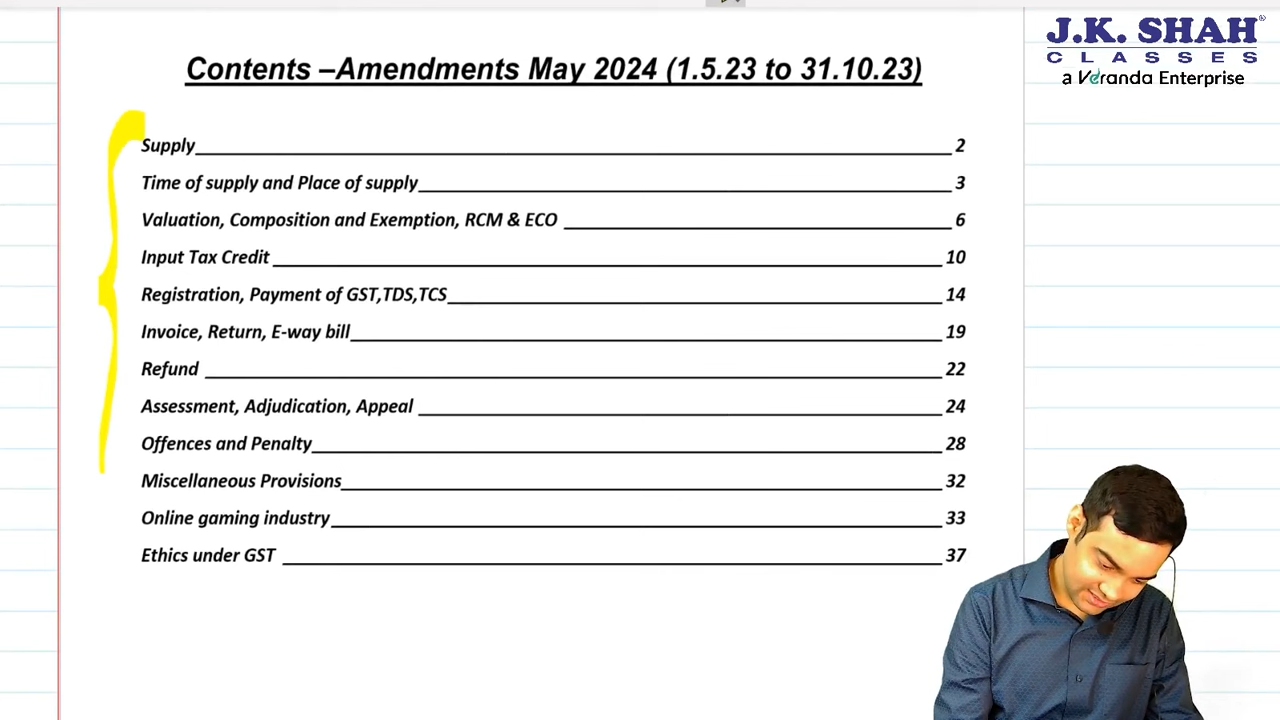 J.K. SHAH®
CLASSES
a Veranda Enterprise
Contents –Amendments May 2024 (1.5.23 to 31.10.23)
Supply 2
Time of supply and Place of supply 3
Valuation, Composition and Exemption, RCM & ECO 6
Input Tax Credit 10
Registration, Payment of GST,TDS,TCS 14
Invoice, Return, E-way bill 19
Refund 22
Assessment, Adjudication, Appeal 24
Offences and Penalty 28
Miscellaneous Provisions 32
Online gaming industry 33
Ethics under GST 37